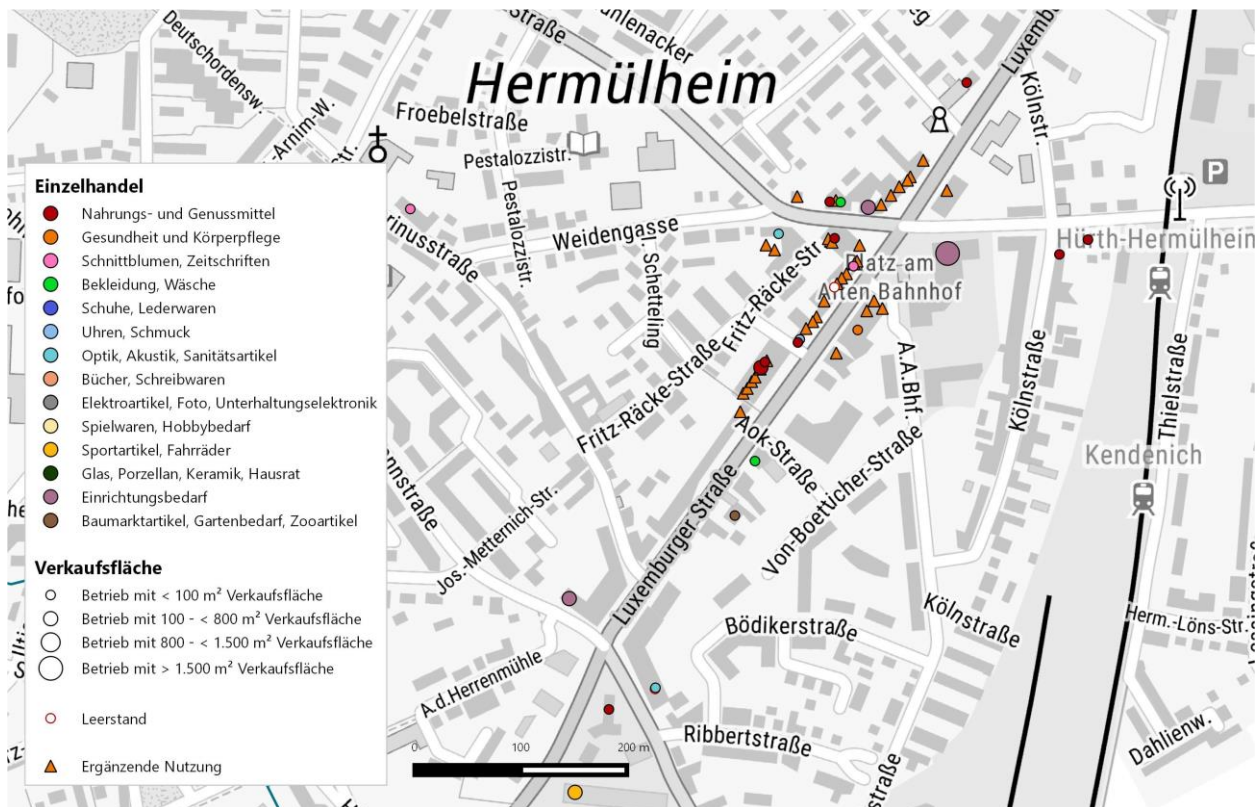 Hermülheim
Deutschordensw.
-Arnim-W.
Str.
Straße
Luxemburg
Kölnstr.
Froebelstraße
Pestalozzistr.
Pestalozzistr.
Weidengasse
Schetteling
Fritz-Räcke-Str.
Platz am
Alten Bahnhof
Hürth-Hermülheim
P
Fritz-Räcke-Straße
A.A.Bhf.
Kölnstraße
Thielstraße
Kendenich
Aok-Straße
Von-Boetticher-Straße
Luxemburger Straße
Jos.-Metternich-Str.
Kölnstraße
Bödikerstraße
Herm.-Löns-Str.
A.d.Herrenmühle
Ribbertstraße
Dahlienw.
Einzelhandel
Nahrungs- und Genussmittel
Gesundheit und Körperpflege
Schnittblumen, Zeitschriften
Bekleidung, Wäsche
Schuhe, Lederwaren
Uhren, Schmuck
Optik, Akustik, Sanitätsartikel
Bücher, Schreibwaren
Elektroartikel, Foto, Unterhaltungselektronik
Spielwaren, Hobbybedarf
Sportartikel, Fahrräder
Glas, Porzellan, Keramik, Hausrat
Einrichtungsbedarf
Baumarktartikel, Gartenbedarf, Zooartikel
Verkaufsfläche
Betrieb mit < 100 m² Verkaufsfläche
Betrieb mit 100 - < 800 m² Verkaufsfläche
Betrieb mit 800 - < 1.500 m² Verkaufsfläche
Betrieb mit > 1.500 m² Verkaufsfläche
Leerstand
Ergänzende Nutzung
0 100 200 m